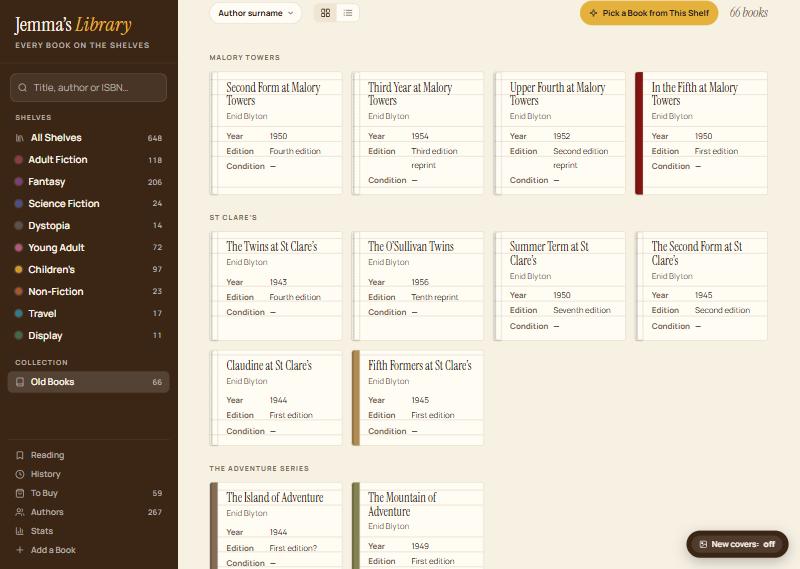 Jemma's Library
EVERY BOOK ON THE SHELVES
Title, author or ISBN...
SHELVES
All Shelves 648
Adult Fiction 118
Fantasy 206
Science Fiction 24
Dystopia 14
Young Adult 72
Children's 97
Non-Fiction 23
Travel 17
Display 11
COLLECTION
Old Books 66
Reading
History
To Buy 59
Authors 267
Stats
Add a Book
Author surname
Pick a Book from This Shelf
66 books
MALORY TOWERS
Second Form at Malory
Towers
Enid Blyton
Year 1950
Edition Fourth edition
Condition –
Third Year at Malory
Towers
Enid Blyton
Year 1954
Edition Third edition
reprint
Condition –
Upper Fourth at Malory
Towers
Enid Blyton
Year 1952
Edition Second edition
reprint
Condition –
In the Fifth at Malory
Towers
Enid Blyton
Year 1950
Edition First edition
Condition –
ST CLARE'S
The Twins at St Clare's
Enid Blyton
Year 1943
Edition Fourth edition
Condition –
The O'Sullivan Twins
Enid Blyton
Year 1956
Edition Tenth reprint
Condition –
Summer Term at St
Clare's
Enid Blyton
Year 1950
Edition Seventh edition
Condition –
The Second Form at St
Clare's
Enid Blyton
Year 1945
Edition Second edition
Condition –
Claudine at St Clare's
Enid Blyton
Year 1944
Edition First edition
Condition –
Fifth Formers at St Clare's
Enid Blyton
Year 1945
Edition First edition
Condition –
THE ADVENTURE SERIES
The Island of Adventure
Enid Blyton
Year 1944
Edition First edition?
Condition –
The Mountain of
Adventure
Enid Blyton
Year 1949
Edition First edition
New covers: off